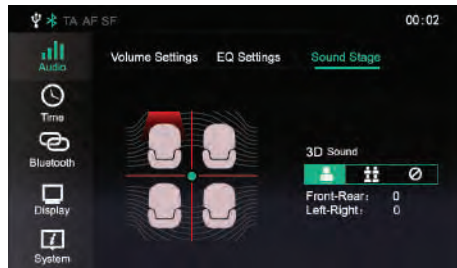 TA AF SF 00:02
Audio
Volume Settings EQ Settings Sound Stage
Time
Bluetooth
3D Sound
Front-Rear: 0
Left-Right: 0
Display
System